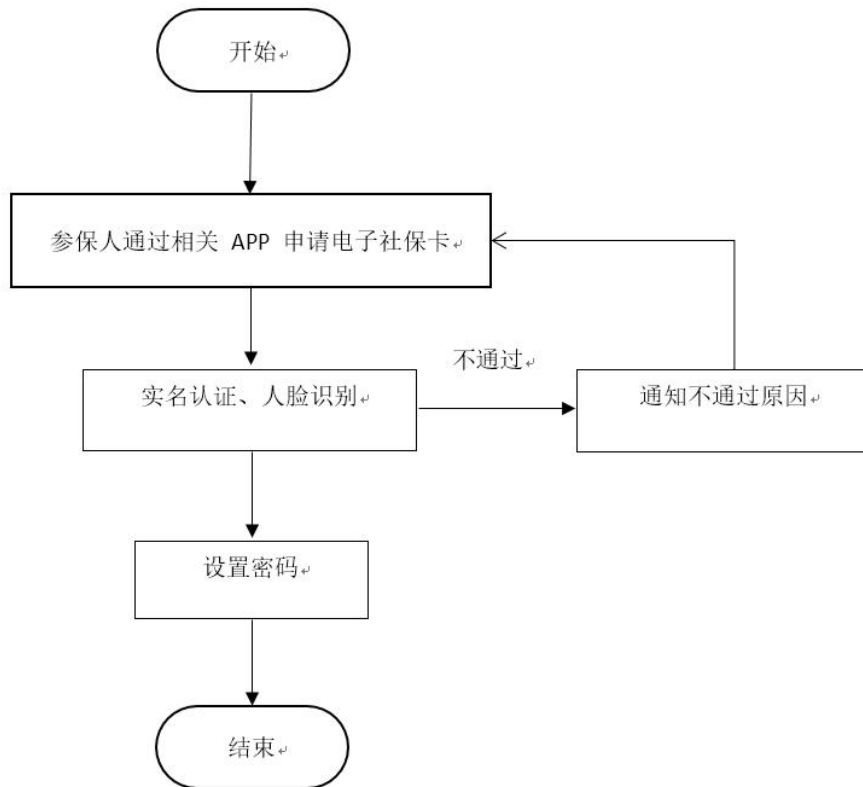 开始
参保人通过相关 APP 申请电子社保卡
不通过
实名认证、人脸识别
通知不通过原因
设置密码
结束